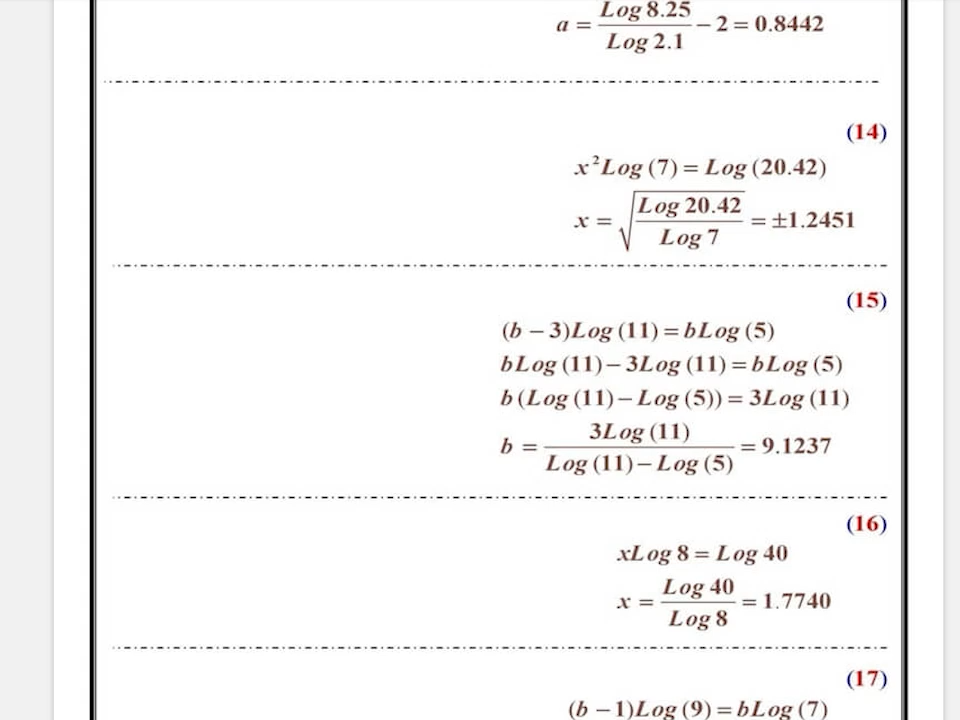 a = Log 8.25 / Log 2.1 − 2 = 0.8442
(14)
x²Log (7) = Log (20.42)
x = √(Log 20.42 / Log 7) = ±1.2451
(15)
(b − 3)Log (11) = bLog (5)
bLog (11) − 3Log (11) = bLog (5)
b (Log (11) − Log (5)) = 3Log (11)
b = 3Log (11) / Log (11) − Log (5) = 9.1237
(16)
xLog 8 = Log 40
x = Log 40 / Log 8 = 1.7740
(17)
(b − 1)Log (9) = bLog (7)